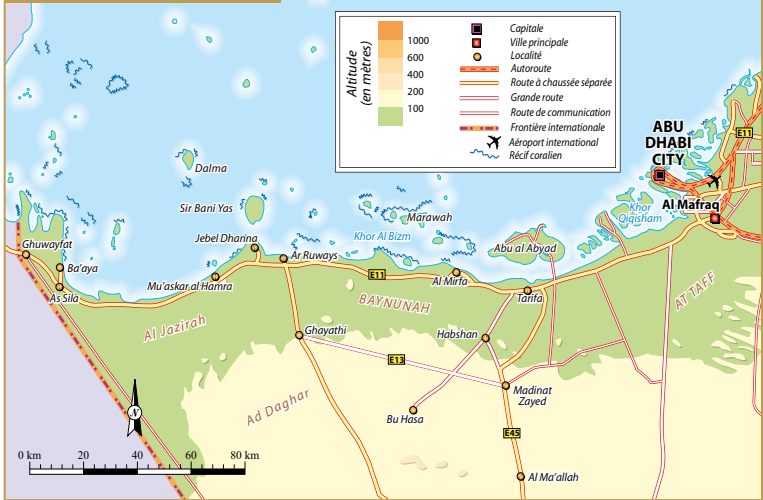 Altitude
(en mètres)
1000
600
400
200
100
Capitale
Ville principale
Localité
Autoroute
Route à chaussée séparée
Grande route
Route de communication
Frontière internationale
Aéroport international
Récif coralien
ABU
DHABI
CITY
E11
Dalma
Sir Bani Yas
Marawah
Khor
Qirqisham
Al Mafraq
Khor Al Bizm
Jebel Dhanna
Abu al Abyad
Ghuwayfat
Ba'aya
Ar Ruways
As Sila
Mu'askar al Hamra
E11
Al Mirfa
Tarifa
BAYNUNAH
AT TAFF
Al Jazirah
Ghayathi
Habshan
E13
Madinat
Zayed
Ad Daghar
Bu Hasa
N
E45
0 km
20
40
60
80 km
Al Ma'allah